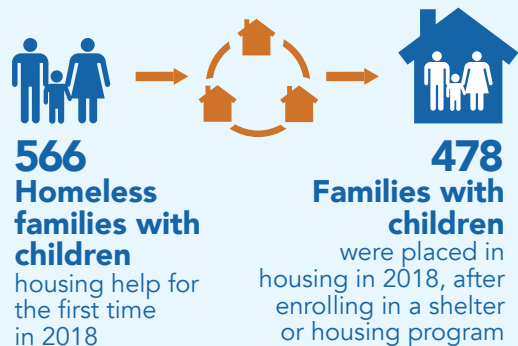 566
Homeless
families with
children
housing help for
the first time
in 2018
478
Families with
children
were placed in
housing in 2018, after
enrolling in a shelter
or housing program